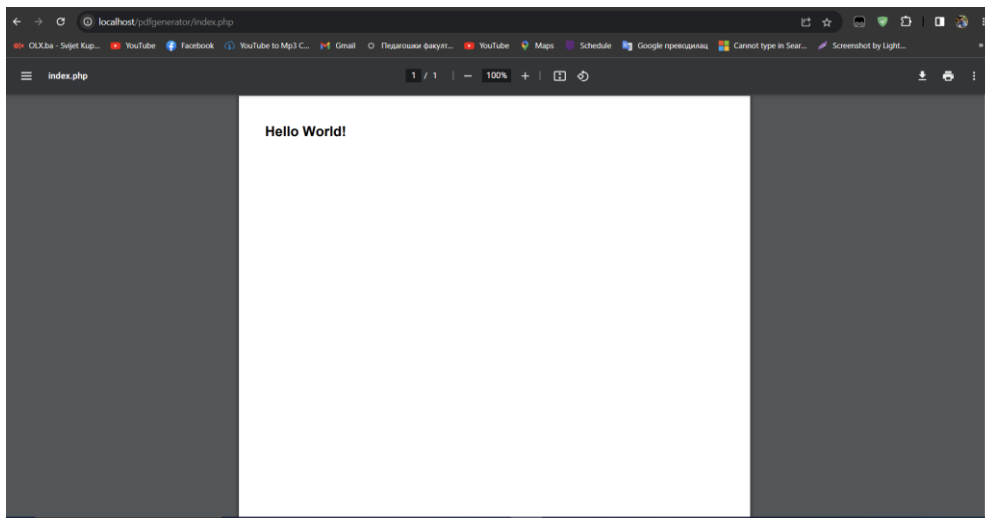 localhost/pdfgenerator/index.php
OLX.ba - Svijet Kup... YouTube Facebook YouTube to Mp3 C... Gmail Педагошки факулт... YouTube Maps Schedule Google преводилац Cannot type in Sear... Screenshot by Light... »
index.php 1 / 1 | − 100% + |
Hello World!